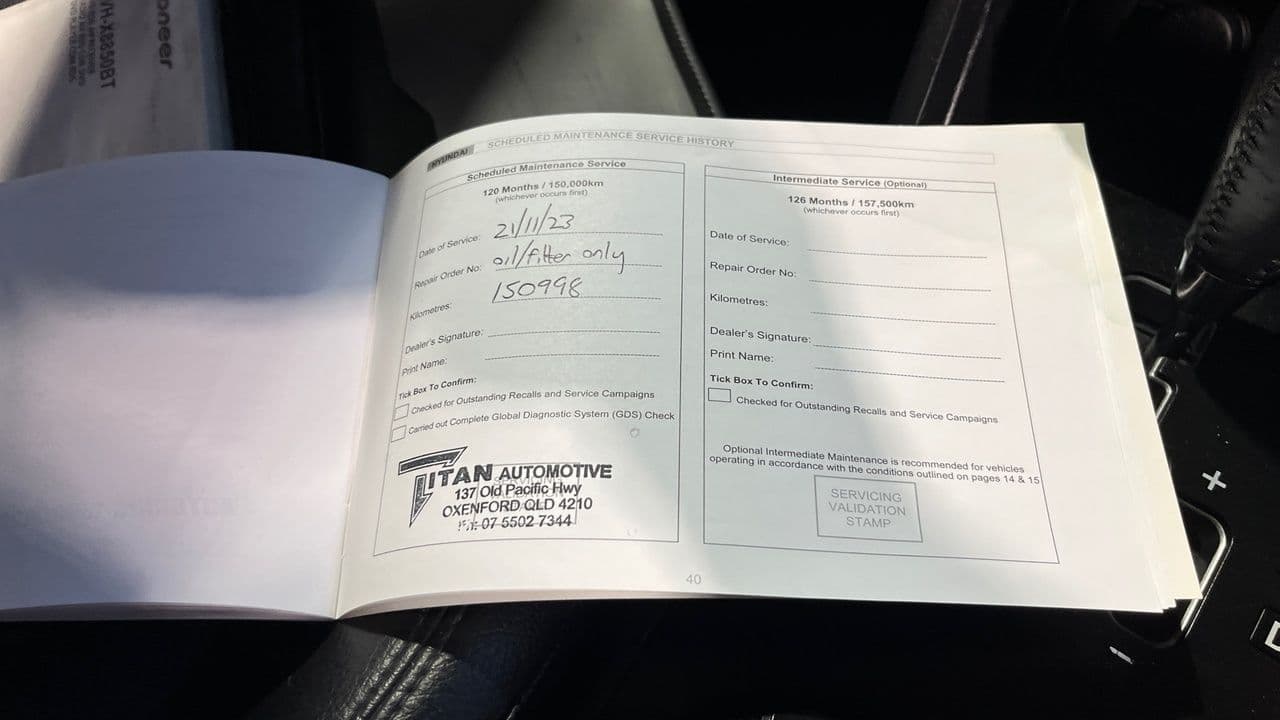 oneer
VH-X8850BT
HYUNDAI SCHEDULED MAINTENANCE SERVICE HISTORY
Scheduled Maintenance Service
120 Months / 150,000km
(whichever occurs first)
Date of Service: 21/11/23
Repair Order No: oil/filter only
Kilometres: 150998
Dealer's Signature:
Print Name:
Tick Box To Confirm:
Checked for Outstanding Recalls and Service Campaigns
Carried out Complete Global Diagnostic System (GDS) Check
TITAN AUTOMOTIVE
137 Old Pacific Hwy
OXENFORD QLD 4210
07 5502 7344
Intermediate Service (Optional)
126 Months / 157,500km
(whichever occurs first)
Date of Service:
Repair Order No:
Kilometres:
Dealer's Signature:
Print Name:
Tick Box To Confirm:
Checked for Outstanding Recalls and Service Campaigns
Optional Intermediate Maintenance is recommended for vehicles
operating in accordance with the conditions outlined on pages 14 & 15
SERVICING
VALIDATION
STAMP
40
+